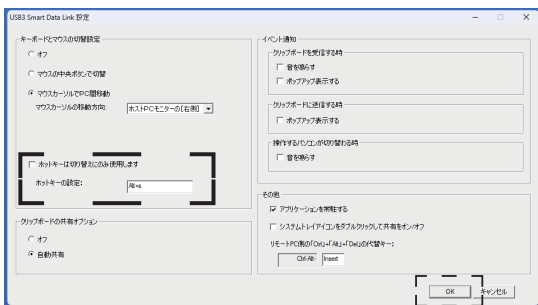 USB3 Smart Data Link 設定
キーボードとマウスの切替設定
オフ
マウスの中央ボタンで切替
マウスカーソルでPC間移動
マウスカーソルの移動方向:
ホストPCモニターの【右側】
ホットキーは切り替えにのみ使用します
ホットキーの設定:
Alt+s
クリップボードの共有オプション
オフ
自動共有
イベント通知
クリップボードを受信する時
音を鳴らす
ポップアップ表示する
クリップボードに送信する時
ポップアップ表示する
操作するパソコンが切り替わる時
音を鳴らす
その他
アプリケーションを常駐する
システムトレイアイコンをダブルクリックして共有をオン/オフ
リモートPC側の「Ctrl」+「Alt」+「Del」の代替キー:
Ctrl-Alt-
Insert
OK
キャンセル